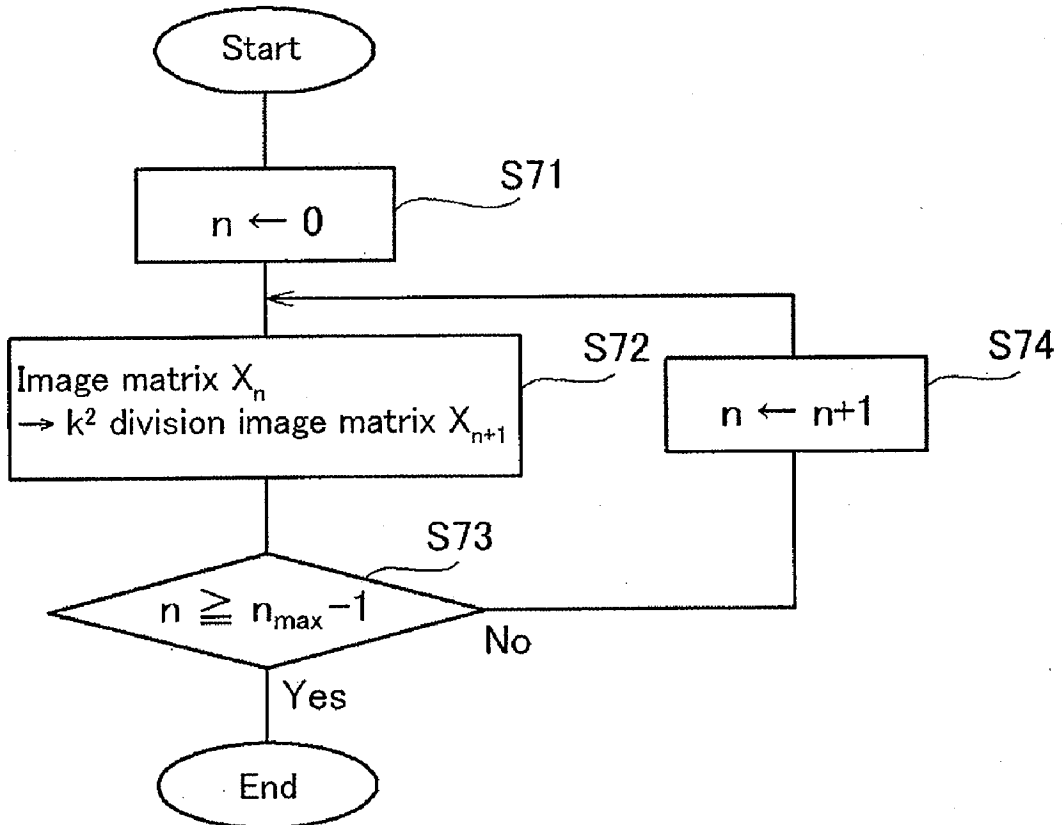 Start
S71
n ← 0
S72
Image matrix Xₙ
→ k² division image matrix Xₙ₊₁
S74
n ← n+1
S73
n ≧ nmax-1
No
Yes
End